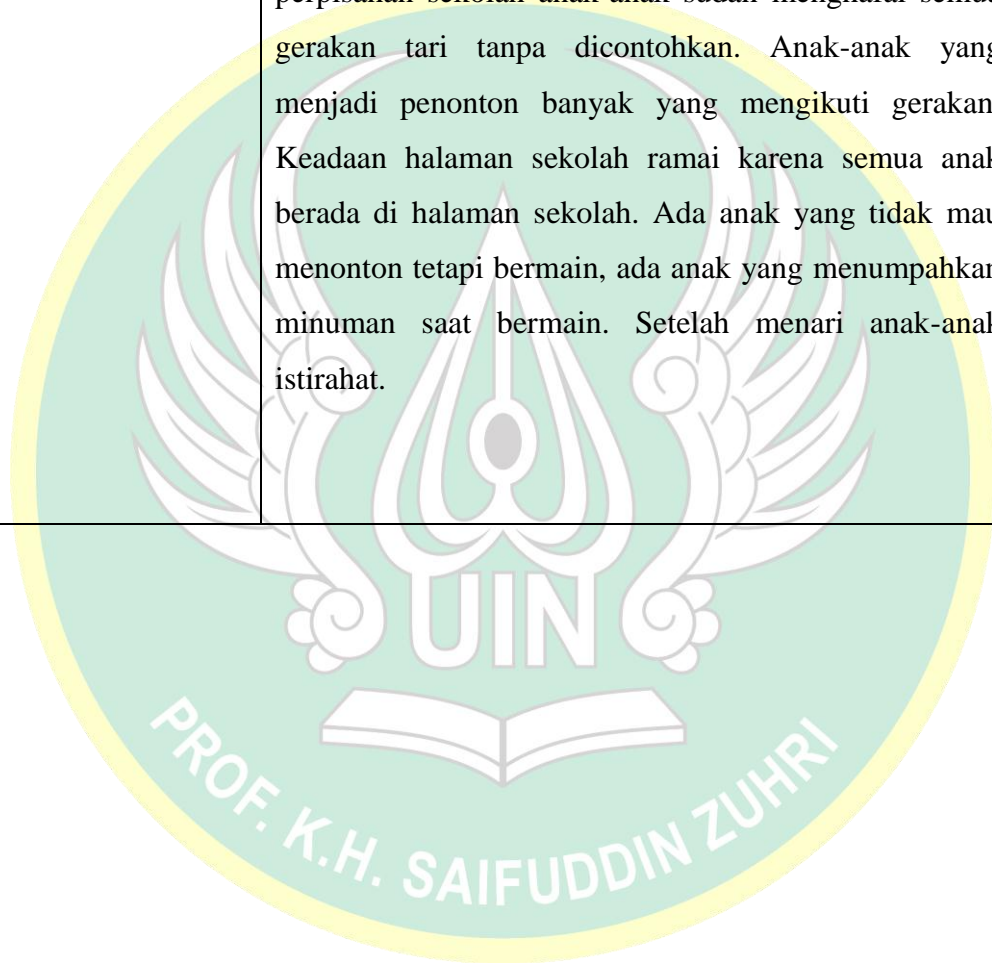 perpisahan sekolah anak-anak sudah menghafal semua
gerakan tari tanpa dicontohkan. Anak-anak yang
menjadi penonton banyak yang mengikuti gerakan.
Keadaan halaman sekolah ramai karena semua anak
berada di halaman sekolah. Ada anak yang tidak mau
menonton tetapi bermain, ada anak yang menumpahkan
minuman saat bermain. Setelah menari anak-anak
istirahat.
UIN
PROF. K.H. SAIFUDDIN ZUHRI